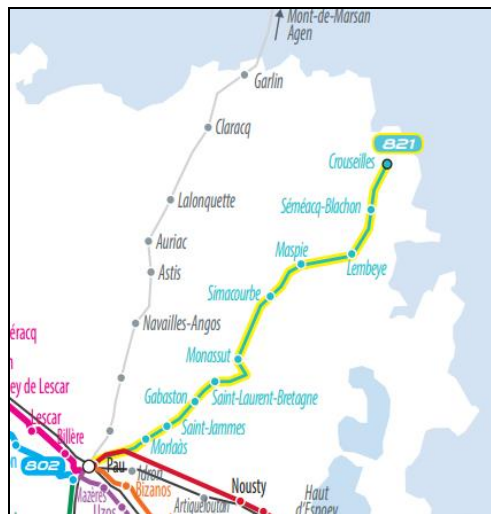 Mont-de-Marsan
Agen
Garlin
Claracq
821
Crouseilles
Lalonquette
Séméacq-Blachon
Auriac
Maspie
Lembeye
Astis
Simacourbe
Navailles-Angos
éracq
Monassut
ey de Lescar
Gabaston
Saint-Laurent-Bretagne
Lescar
Saint-Jammes
Billère
Morlaàs
802
Pau
Idron
Mazères
Bizanos
Nousty
Uzos
Artigueloutan
Haut
d'Espoey